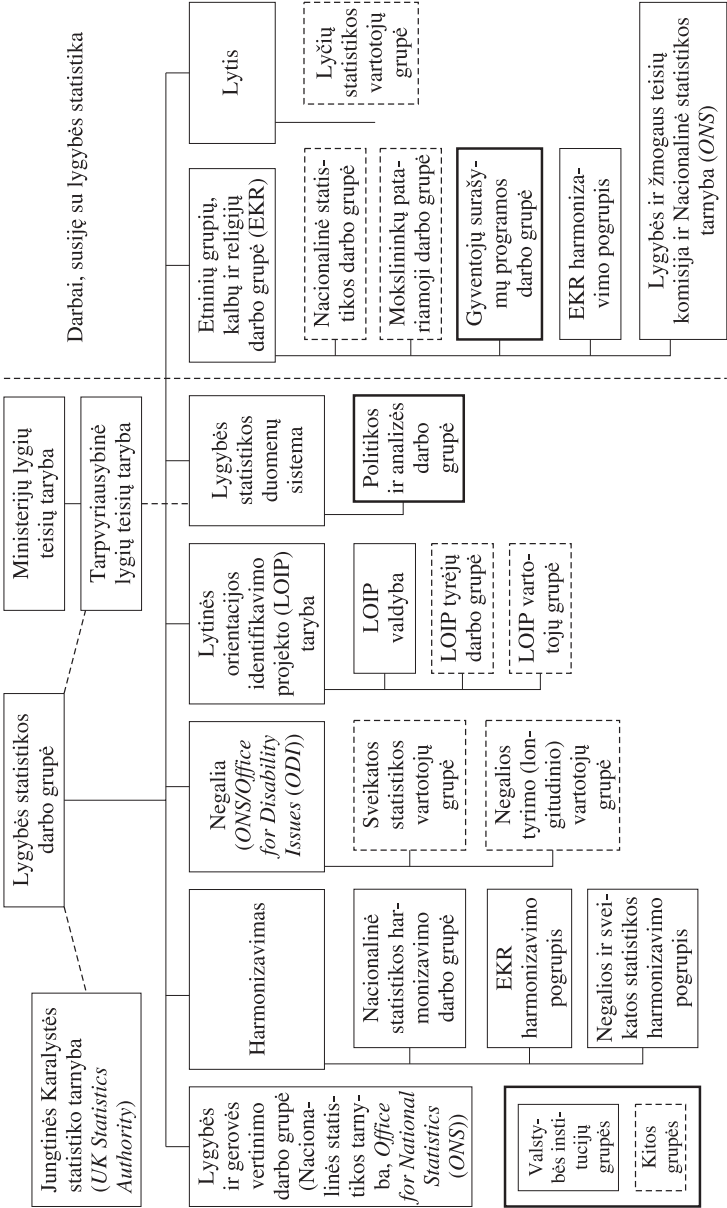 Jungtinės Karalystės
statistiko tarnyba
(UK Statistics
Authority)
Lygybės statistikos
darbo grupė
Ministerijų lygių
teisių taryba
Tarpvyriausybinė
lygių teisių taryba
Darbai, susiję su lygybės statistika
Lygybės
ir gerovės
vertinimo
darbo grupė
(Naciona-
linės statis-
tikos tarny-
ba, Office
for National
Statistics
(ONS))
Harmonizavimas
Nacionalinė
statistikos har-
monizavimo
darbo grupė
EKR
harmonizavimo
pogrupis
Negalios ir svei-
katos statistikos
harmonizavimo
pogrupis
Negalia
(ONS/Office
for Disability
Issues (ODI))
Sveikatos
statistikos
vartotojų
grupė
Negalios
tyrimo (lon-
gitudinio)
vartotojų
grupė
Lytinės
orientacijos
identifikavimo
projekto (LOIP)
taryba
LOIP
valdyba
LOIP tyrėjų
darbo grupė
LOIP varto-
tojų grupė
Lygybės
statistikos
duomenų
sistema
Politikos
ir analizės
darbo
grupė
Etninių grupių,
kalbų ir religijų
darbo grupė (EKR)
Nacionalinė statis-
tikos darbo grupė
Mokslininkų pata-
riamoji darbo grupė
Gyventojų surašy-
mų programos
darbo grupė
EKR harmoniza-
vimo pogrupis
Lygybės ir žmogaus teisių
komisija ir Nacionalinė statistikos
tarnyba (ONS)
Lytis
Lyčių
statistikos
vartotojų
grupė
Valsty-
bės insti-
tucijų
grupės
Kitos
grupės